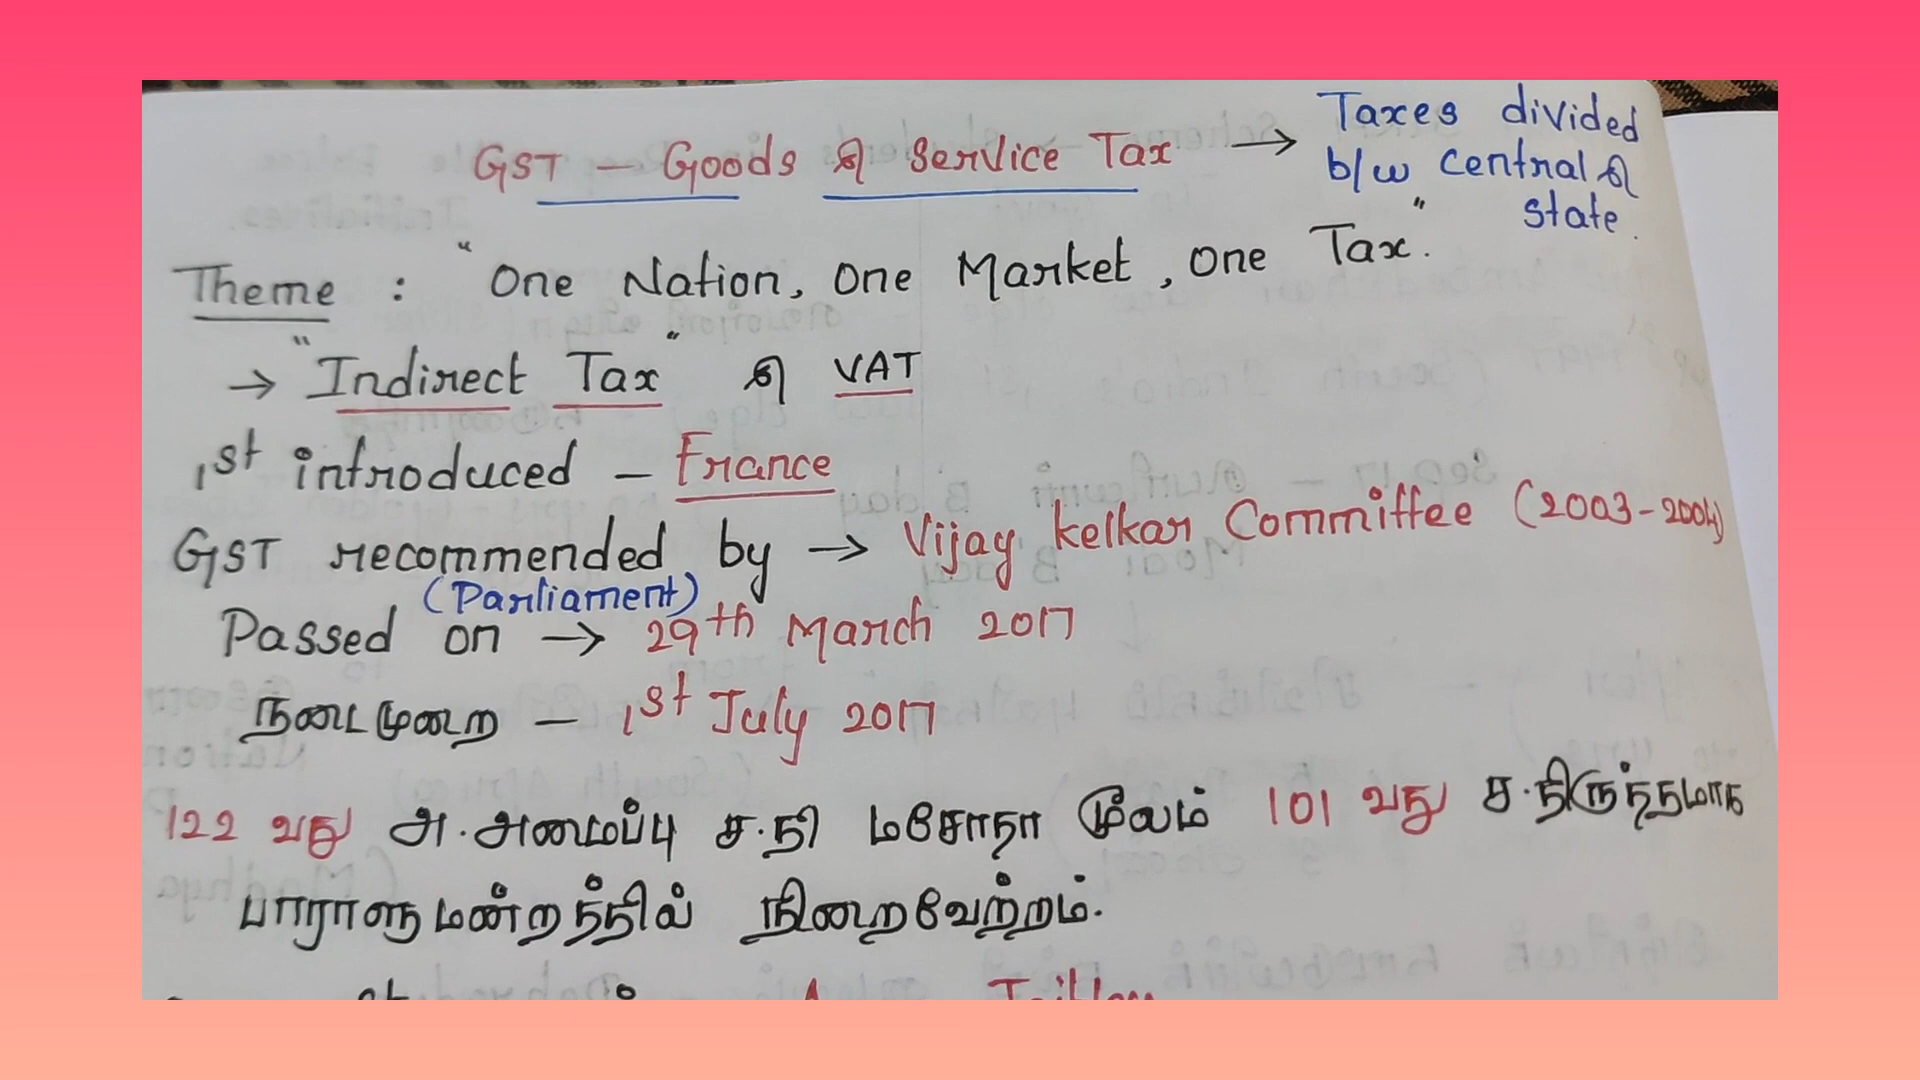 GST – Goods & Service Tax → Taxes divided
b/w central &
state.
Theme : "One Nation, One Market, One Tax."
→ "Indirect Tax" & VAT
1st introduced – France
GST recommended by → Vijay Kelkar Committee (2003-2004)
(Parliament)
Passed on → 29th March 2017
நடைமுறை – 1st July 2017
122 வது அ.அமைப்பு ச.தி மசோதா மூலம் 101 வது ச.திருத்தமாக
பாராளுமன்றத்தில் நிறைவேற்றம்.